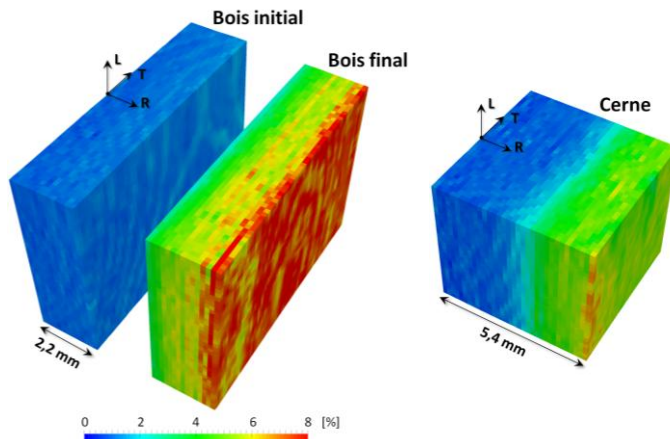 Bois initial
Bois final
Cerne
L
T
R
L
T
R
2,2 mm
5,4 mm
0 2 4 6 8 [%]